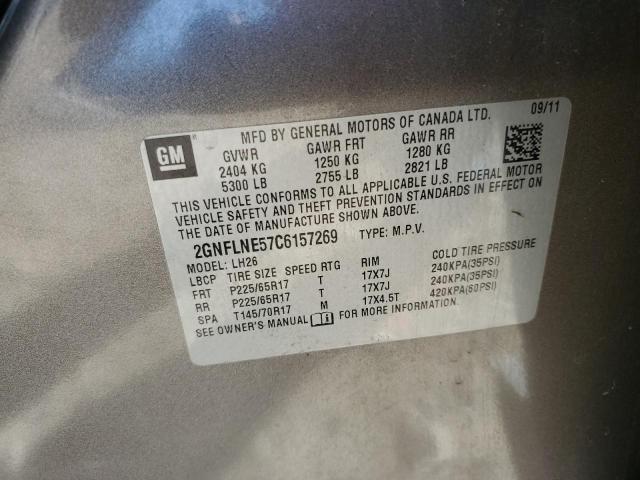 09/11
GM
MFD BY GENERAL MOTORS OF CANADA LTD.
GVWR GAWR FRT GAWR RR
2404 KG 1250 KG 1280 KG
5300 LB 2755 LB 2821 LB
THIS VEHICLE CONFORMS TO ALL APPLICABLE U.S. FEDERAL MOTOR
VEHICLE SAFETY AND THEFT PREVENTION STANDARDS IN EFFECT ON
THE DATE OF MANUFACTURE SHOWN ABOVE.
2GNFLNE57C6157269 TYPE: M.P.V.
MODEL: LH26
LBCP TIRE SIZE SPEED RTG RIM COLD TIRE PRESSURE
FRT P225/65R17 T 17X7J 240KPA(35PSI)
RR P225/65R17 T 17X7J 240KPA(35PSI)
SPA T145/70R17 M 17X4.5T 420KPA(60PSI)
SEE OWNER'S MANUAL FOR MORE INFORMATION.